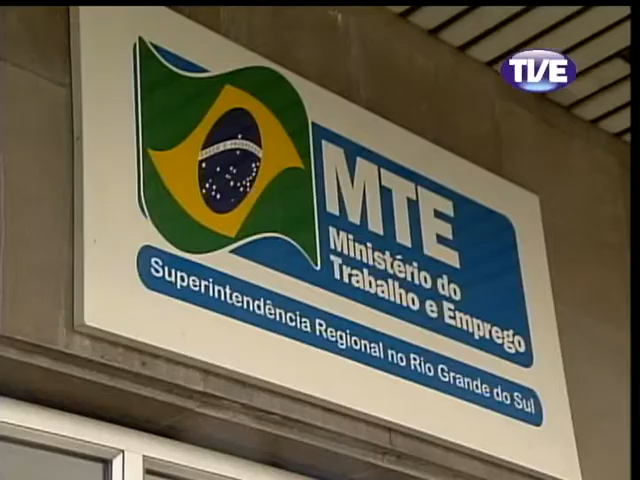 TVE
MTE
Ministério do
Trabalho e Emprego
Superintendência Regional no Rio Grande do Sul